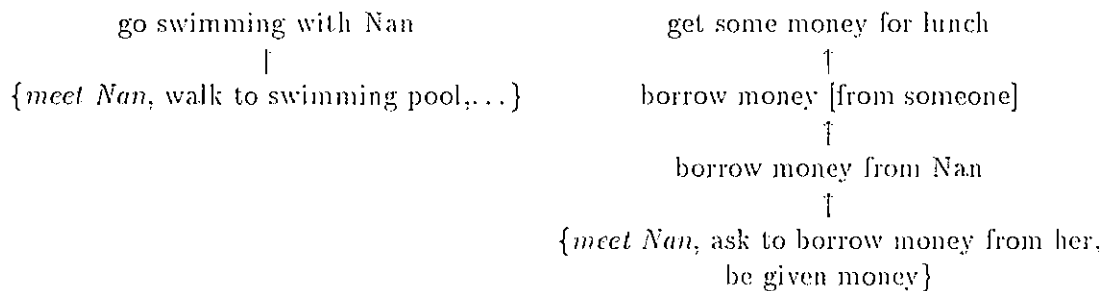 go swimming with Nan
{meet Nan, walk to swimming pool,...}
get some money for lunch
borrow money [from someone]
borrow money from Nan
{meet Nan, ask to borrow money from her,
be given money}